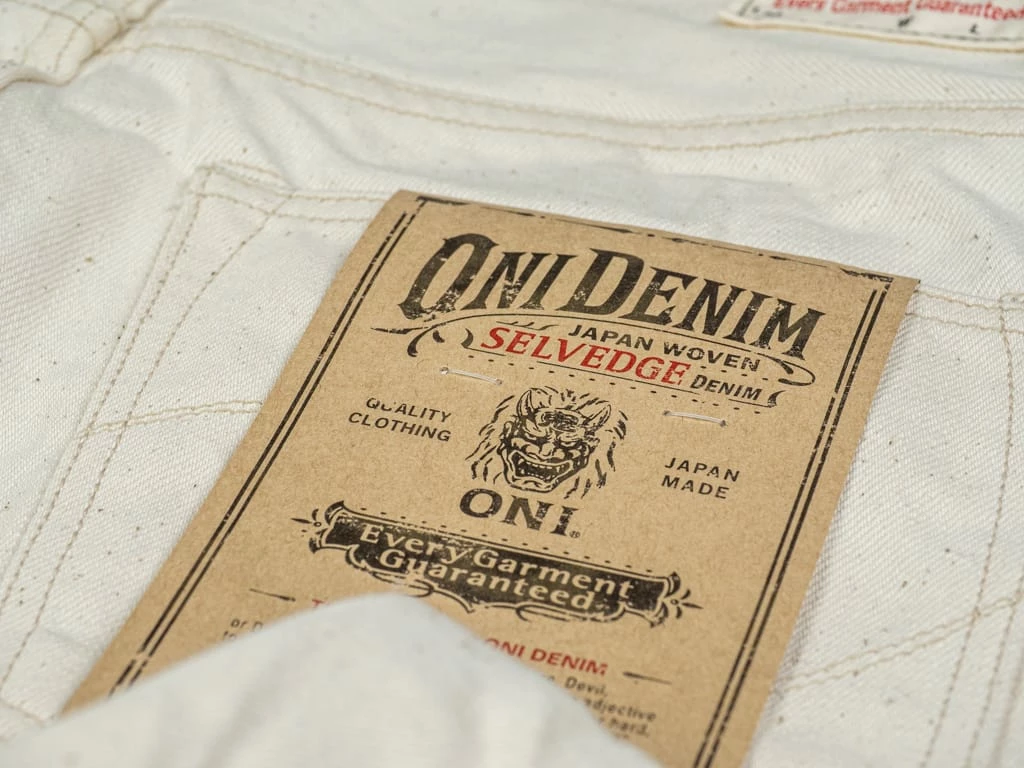 Every Garment Guaranteed
ONI DENIM
JAPAN WOVEN
SELVEDGE DENIM
QUALITY
CLOTHING
JAPAN
MADE
ONI
Every Garment
Guaranteed.
ONI DENIM
Devil,
adjective
hard.